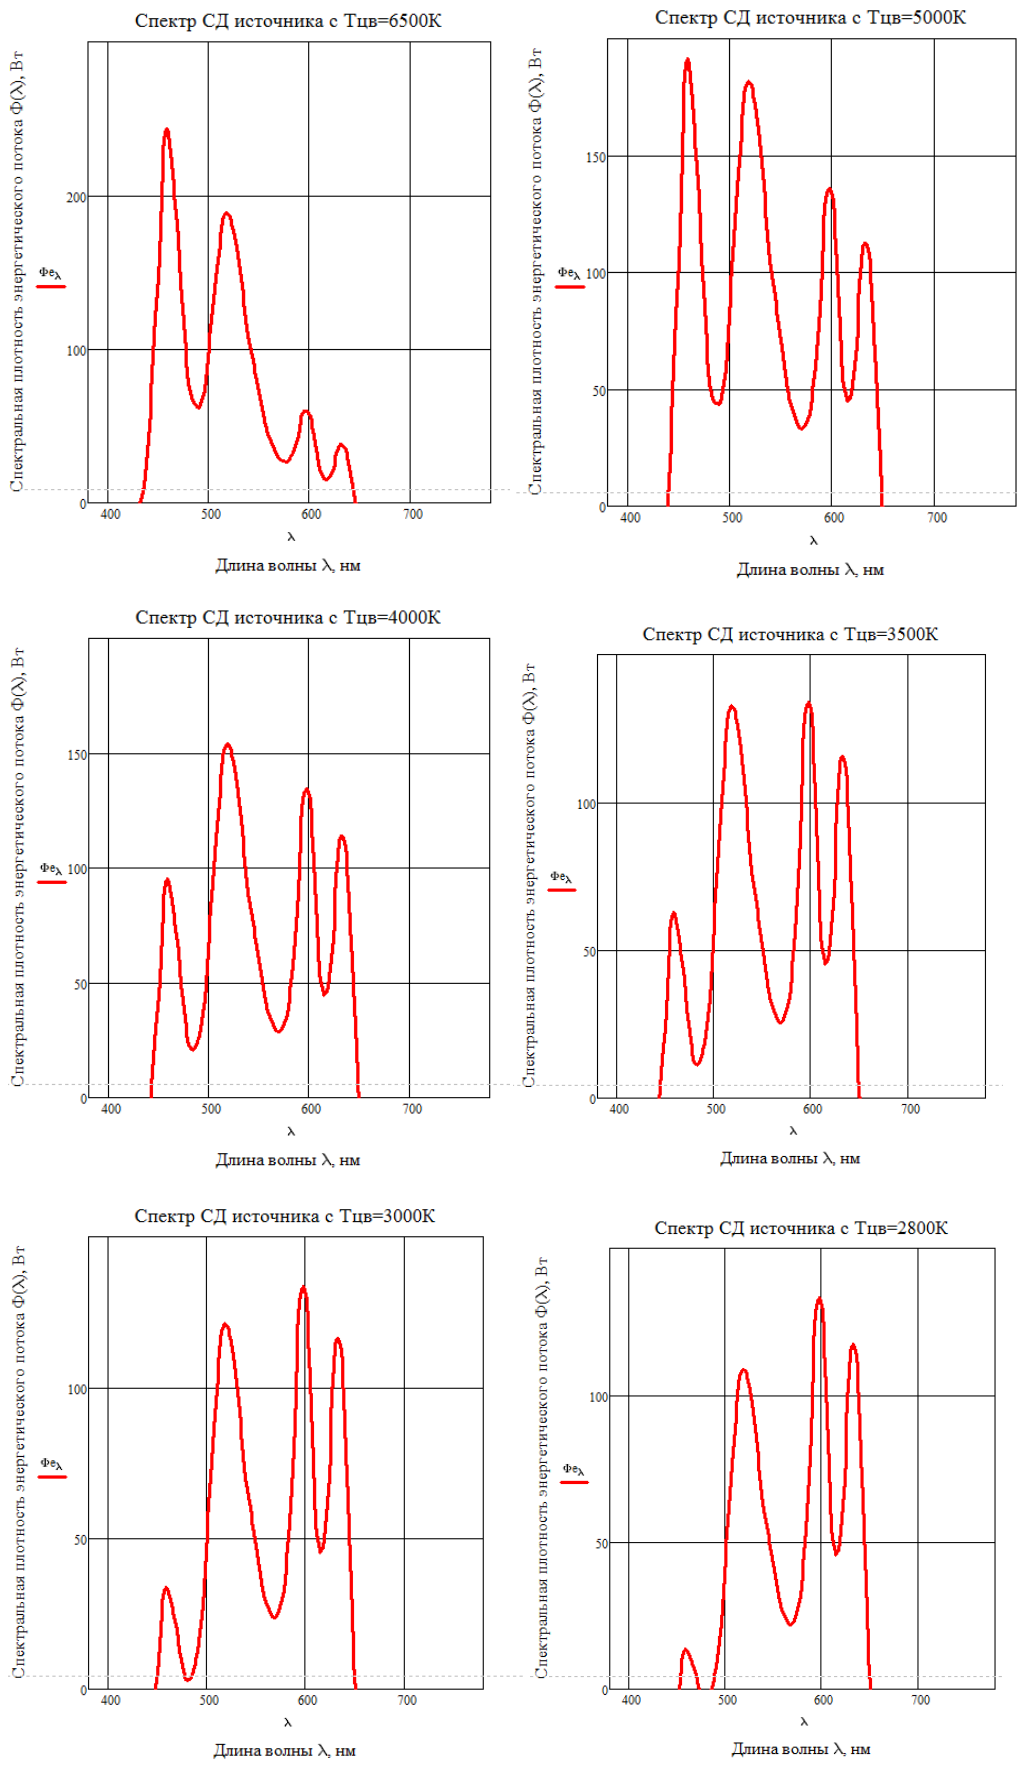 Спектр СД источника с Тцв=6500К
Спектральная плотность энергетического потока Φ(λ), Вт
Φeλ
200
100
0
400 500 600 700
λ
Длина волны λ, нм
Спектр СД источника с Тцв=5000К
Спектральная плотность энергетического потока Φ(λ), Вт
Φeλ
150
100
50
0
400 500 600 700
λ
Длина волны λ, нм
Спектр СД источника с Тцв=4000К
Спектральная плотность энергетического потока Φ(λ), Вт
Φeλ
150
100
50
0
400 500 600 700
λ
Длина волны λ, нм
Спектр СД источника с Тцв=3500К
Спектральная плотность энергетического потока Φ(λ), Вт
Φeλ
100
50
0
400 500 600 700
λ
Длина волны λ, нм
Спектр СД источника с Тцв=3000К
Спектральная плотность энергетического потока Φ(λ), Вт
Φeλ
100
50
0
400 500 600 700
λ
Длина волны λ, нм
Спектр СД источника с Тцв=2800К
Спектральная плотность энергетического потока Φ(λ), Вт
Φeλ
100
50
0
400 500 600 700
λ
Длина волны λ, нм